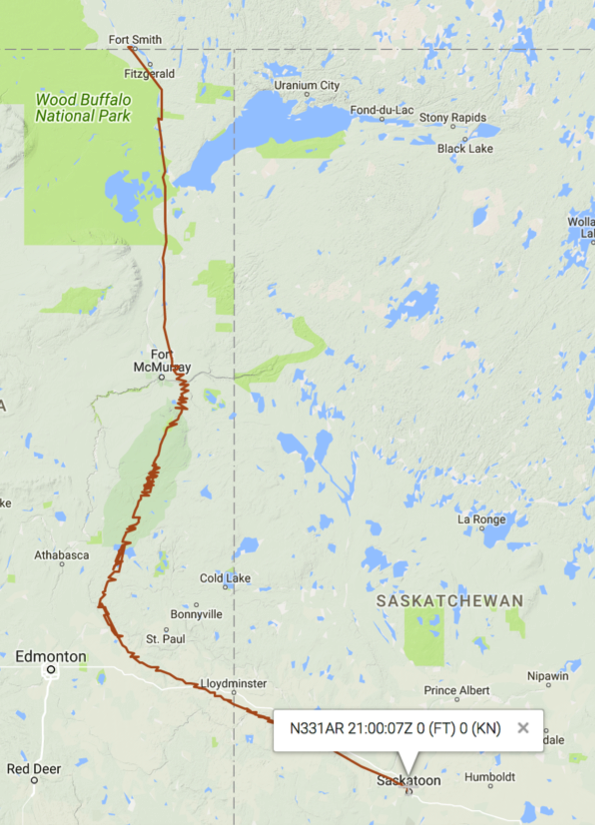 Fort Smith
Fitzgerald
Wood Buffalo
National Park
Uranium City
Fond-du-Lac
Stony Rapids
Black Lake
Fort
McMurray
La Ronge
Athabasca
Cold Lake
SASKATCHEWAN
Bonnyville
St. Paul
Edmonton
Lloydminster
Nipawin
Prince Albert
N331AR 21:00:07Z 0 (FT) 0 (KN) ×
dale
Red Deer
Saskatoon
Humboldt